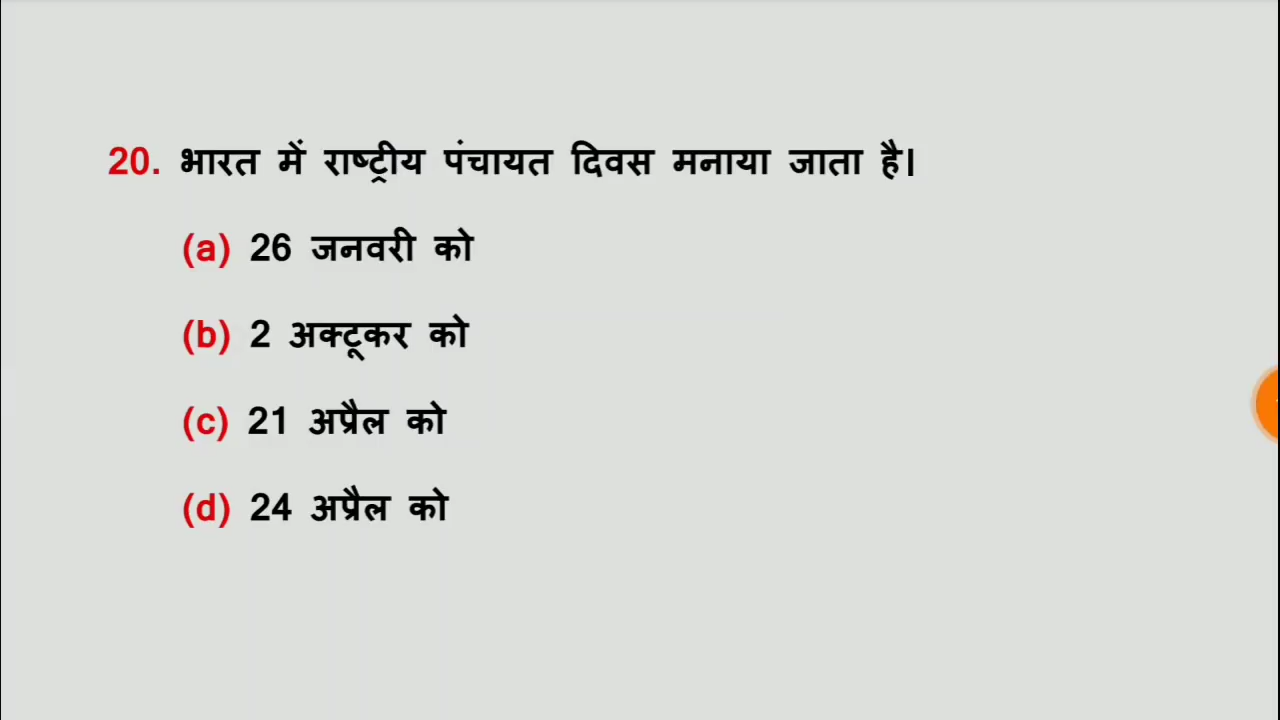 20. भारत में राष्ट्रीय पंचायत दिवस मनाया जाता है।
(a) 26 जनवरी को
(b) 2 अक्टूकर को
(c) 21 अप्रैल को
(d) 24 अप्रैल को